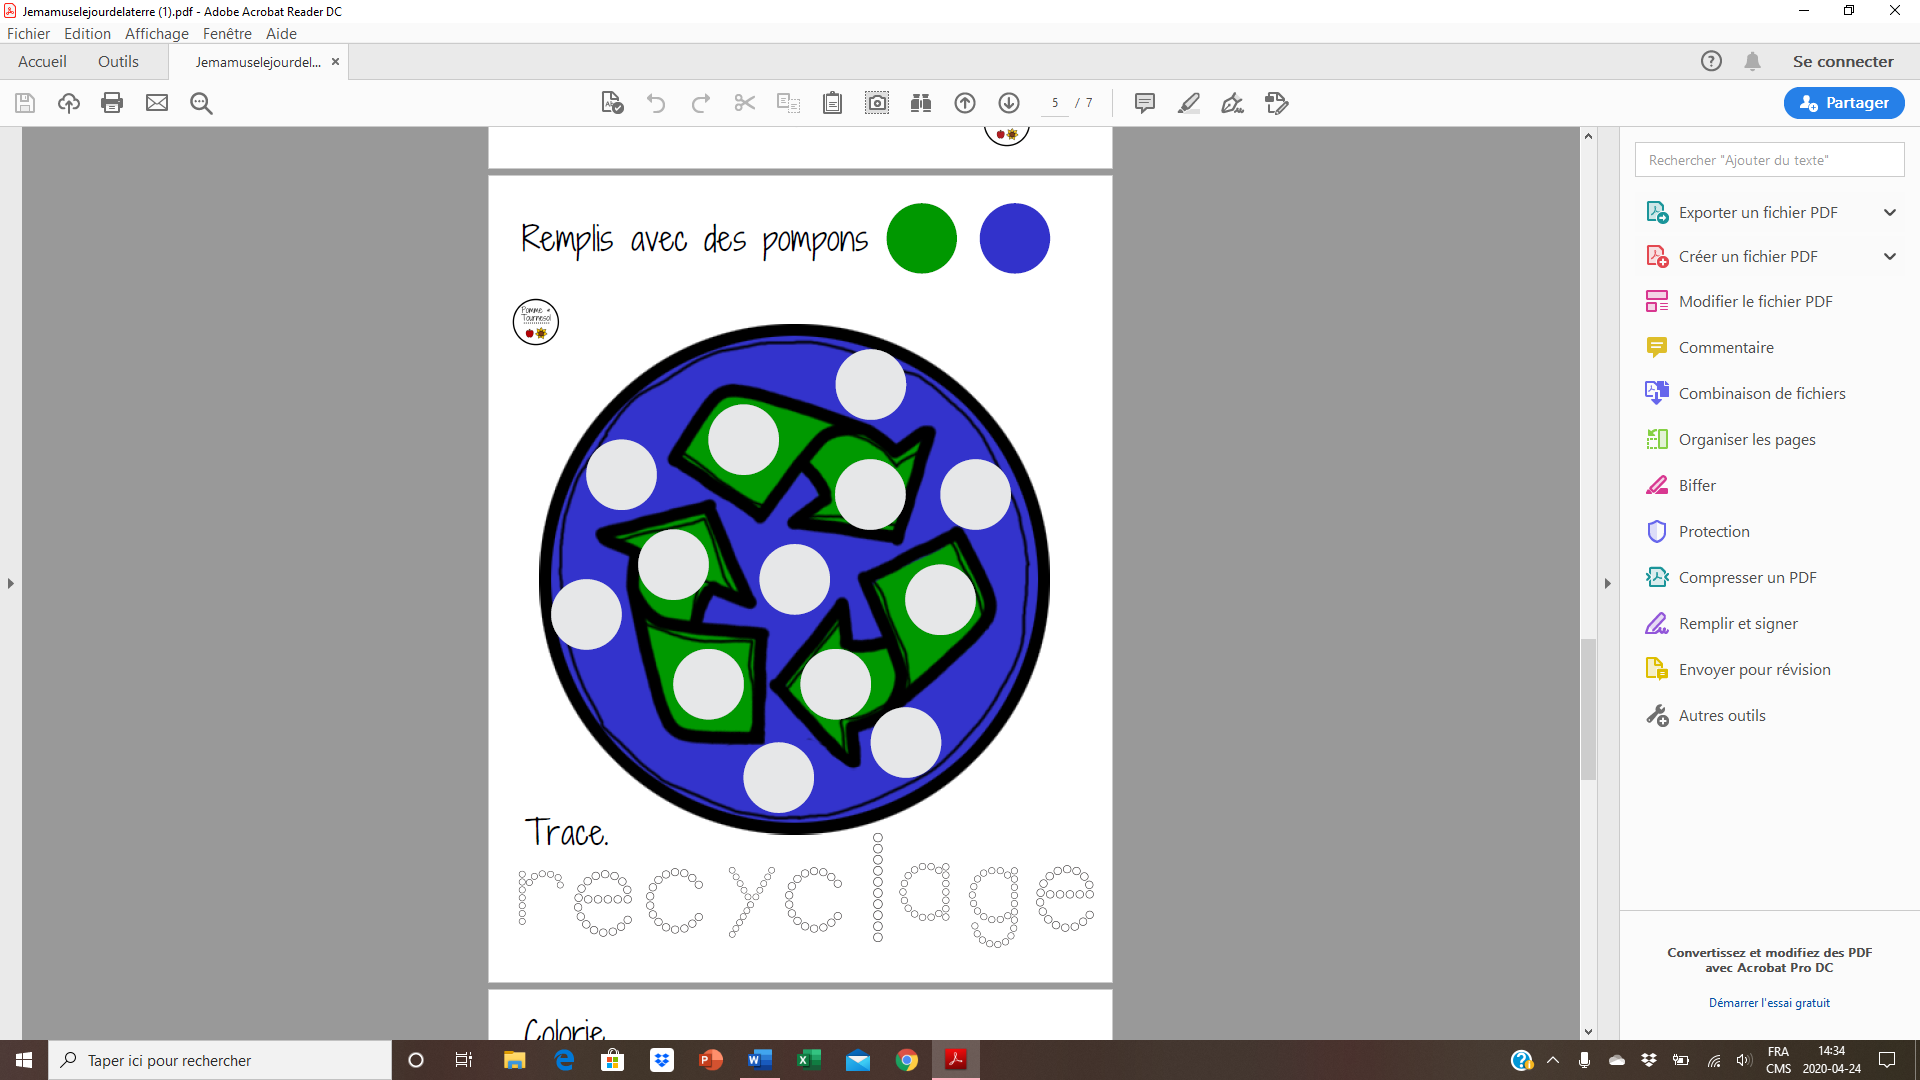 Jemamuselejourdelaterre (1).pdf - Adobe Acrobat Reader DC
Fichier Edition Affichage Fenêtre Aide
Accueil Outils Jemamuselejourdel... Se connecter
5 / 7 Partager
Rechercher "Ajouter du texte"
Exporter un fichier PDF
Créer un fichier PDF
Modifier le fichier PDF
Commentaire
Combinaison de fichiers
Organiser les pages
Biffer
Protection
Compresser un PDF
Remplir et signer
Envoyer pour révision
Autres outils
Convertissez et modifiez des PDF
avec Acrobat Pro DC
Démarrer l'essai gratuit
Remplis avec des pompons
Pomme
Tournesol
Trace.
recyclage
Colorie.
Taper ici pour rechercher
FRA
CMS
14:34
2020-04-24